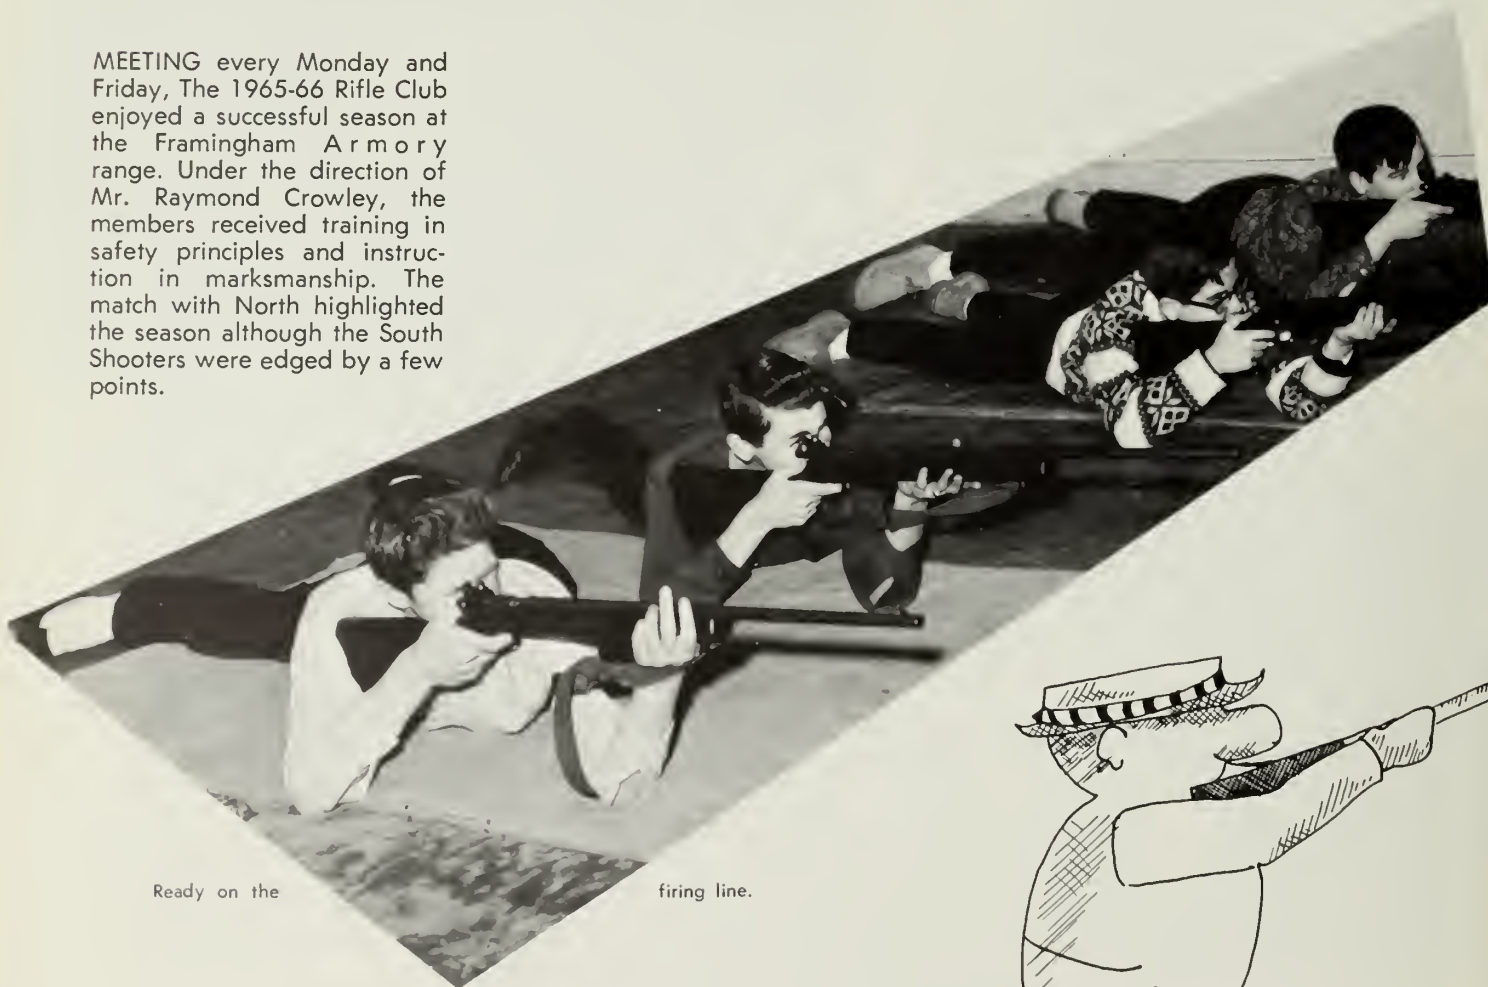 MEETING every Monday and
Friday, The 1965-66 Rifle Club
enjoyed a successful season at
the Framingham Armory
range. Under the direction of
Mr. Raymond Crowley, the
members received training in
safety principles and instruc-
tion in marksmanship. The
match with North highlighted
the season although the South
Shooters were edged by a few
points.
Ready on the firing line.